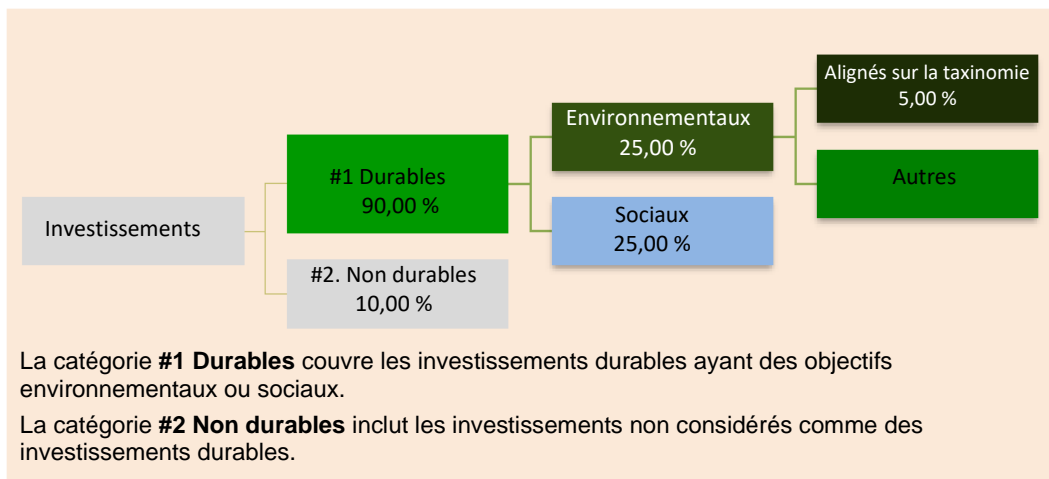 Investissements
#1 Durables
90,00 %
#2. Non durables
10,00 %
Environnementaux
25,00 %
Sociaux
25,00 %
Alignés sur la taxinomie
5,00 %
Autres
La catégorie #1 Durables couvre les investissements durables ayant des objectifs
environnementaux ou sociaux.
La catégorie #2 Non durables inclut les investissements non considérés comme des
investissements durables.